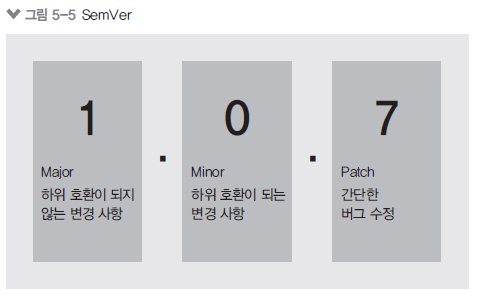 그림 5-5 SemVer
1 . 0 . 7
Major
하위 호환이 되지
않는 변경 사항
Minor
하위 호환이 되는
변경 사항
Patch
간단한
버그 수정